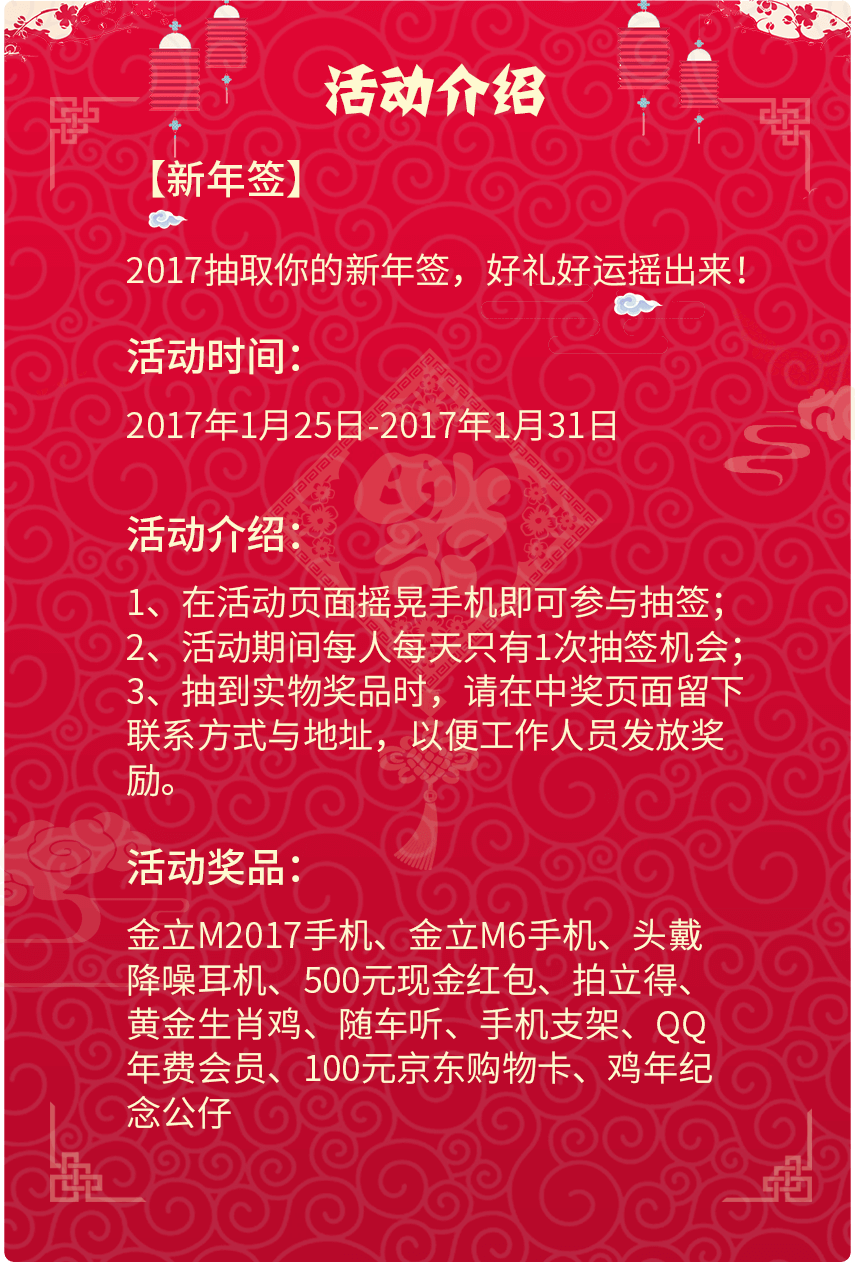 活动介绍
【新年签】
2017抽取你的新年签，好礼好运摇出来！
活动时间：
2017年1月25日-2017年1月31日
活动介绍：
1、在活动页面摇晃手机即可参与抽签；
2、活动期间每人每天只有1次抽签机会；
3、抽到实物奖品时，请在中奖页面留下
联系方式与地址，以便工作人员发放奖
励。
活动奖品：
金立M2017手机、金立M6手机、头戴
降噪耳机、500元现金红包、拍立得、
黄金生肖鸡、随车听、手机支架、QQ
年费会员、100元京东购物卡、鸡年纪
念公仔